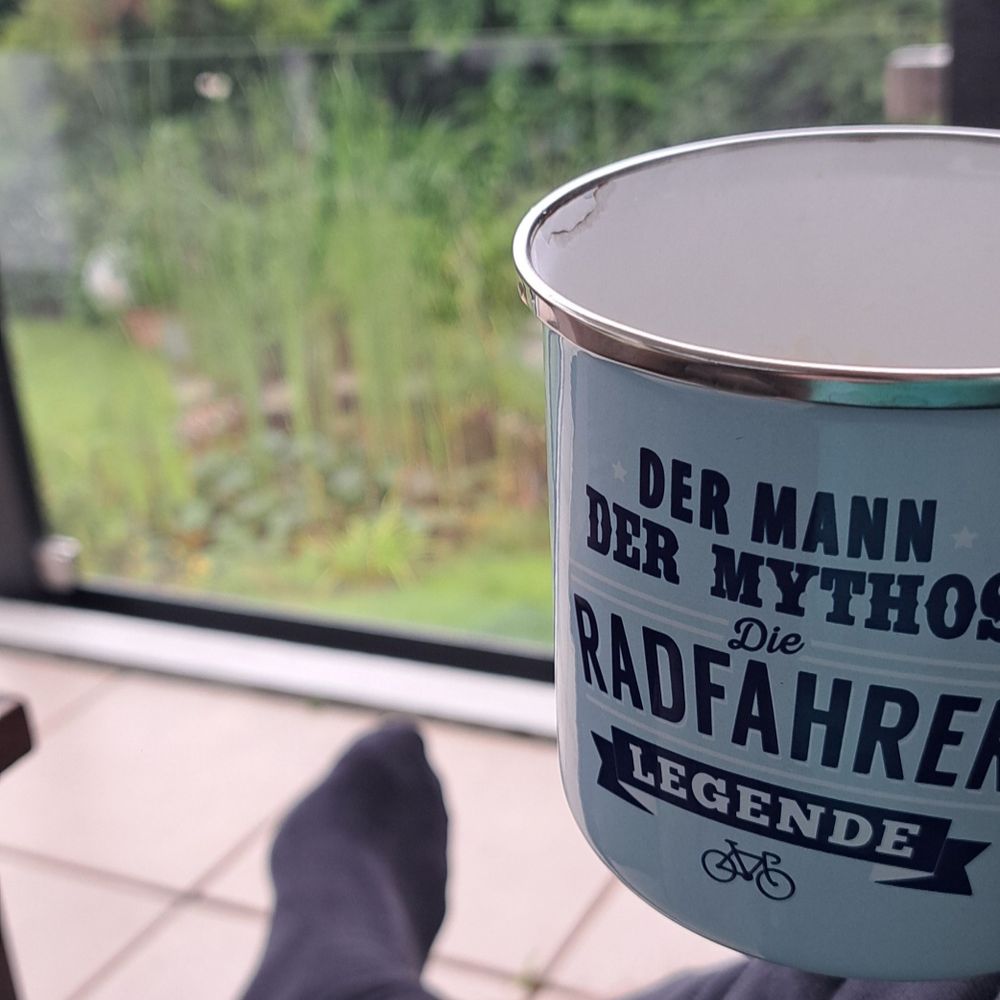 DER MANN
DER MYTHOS
Die
RADFAHRER
LEGENDE